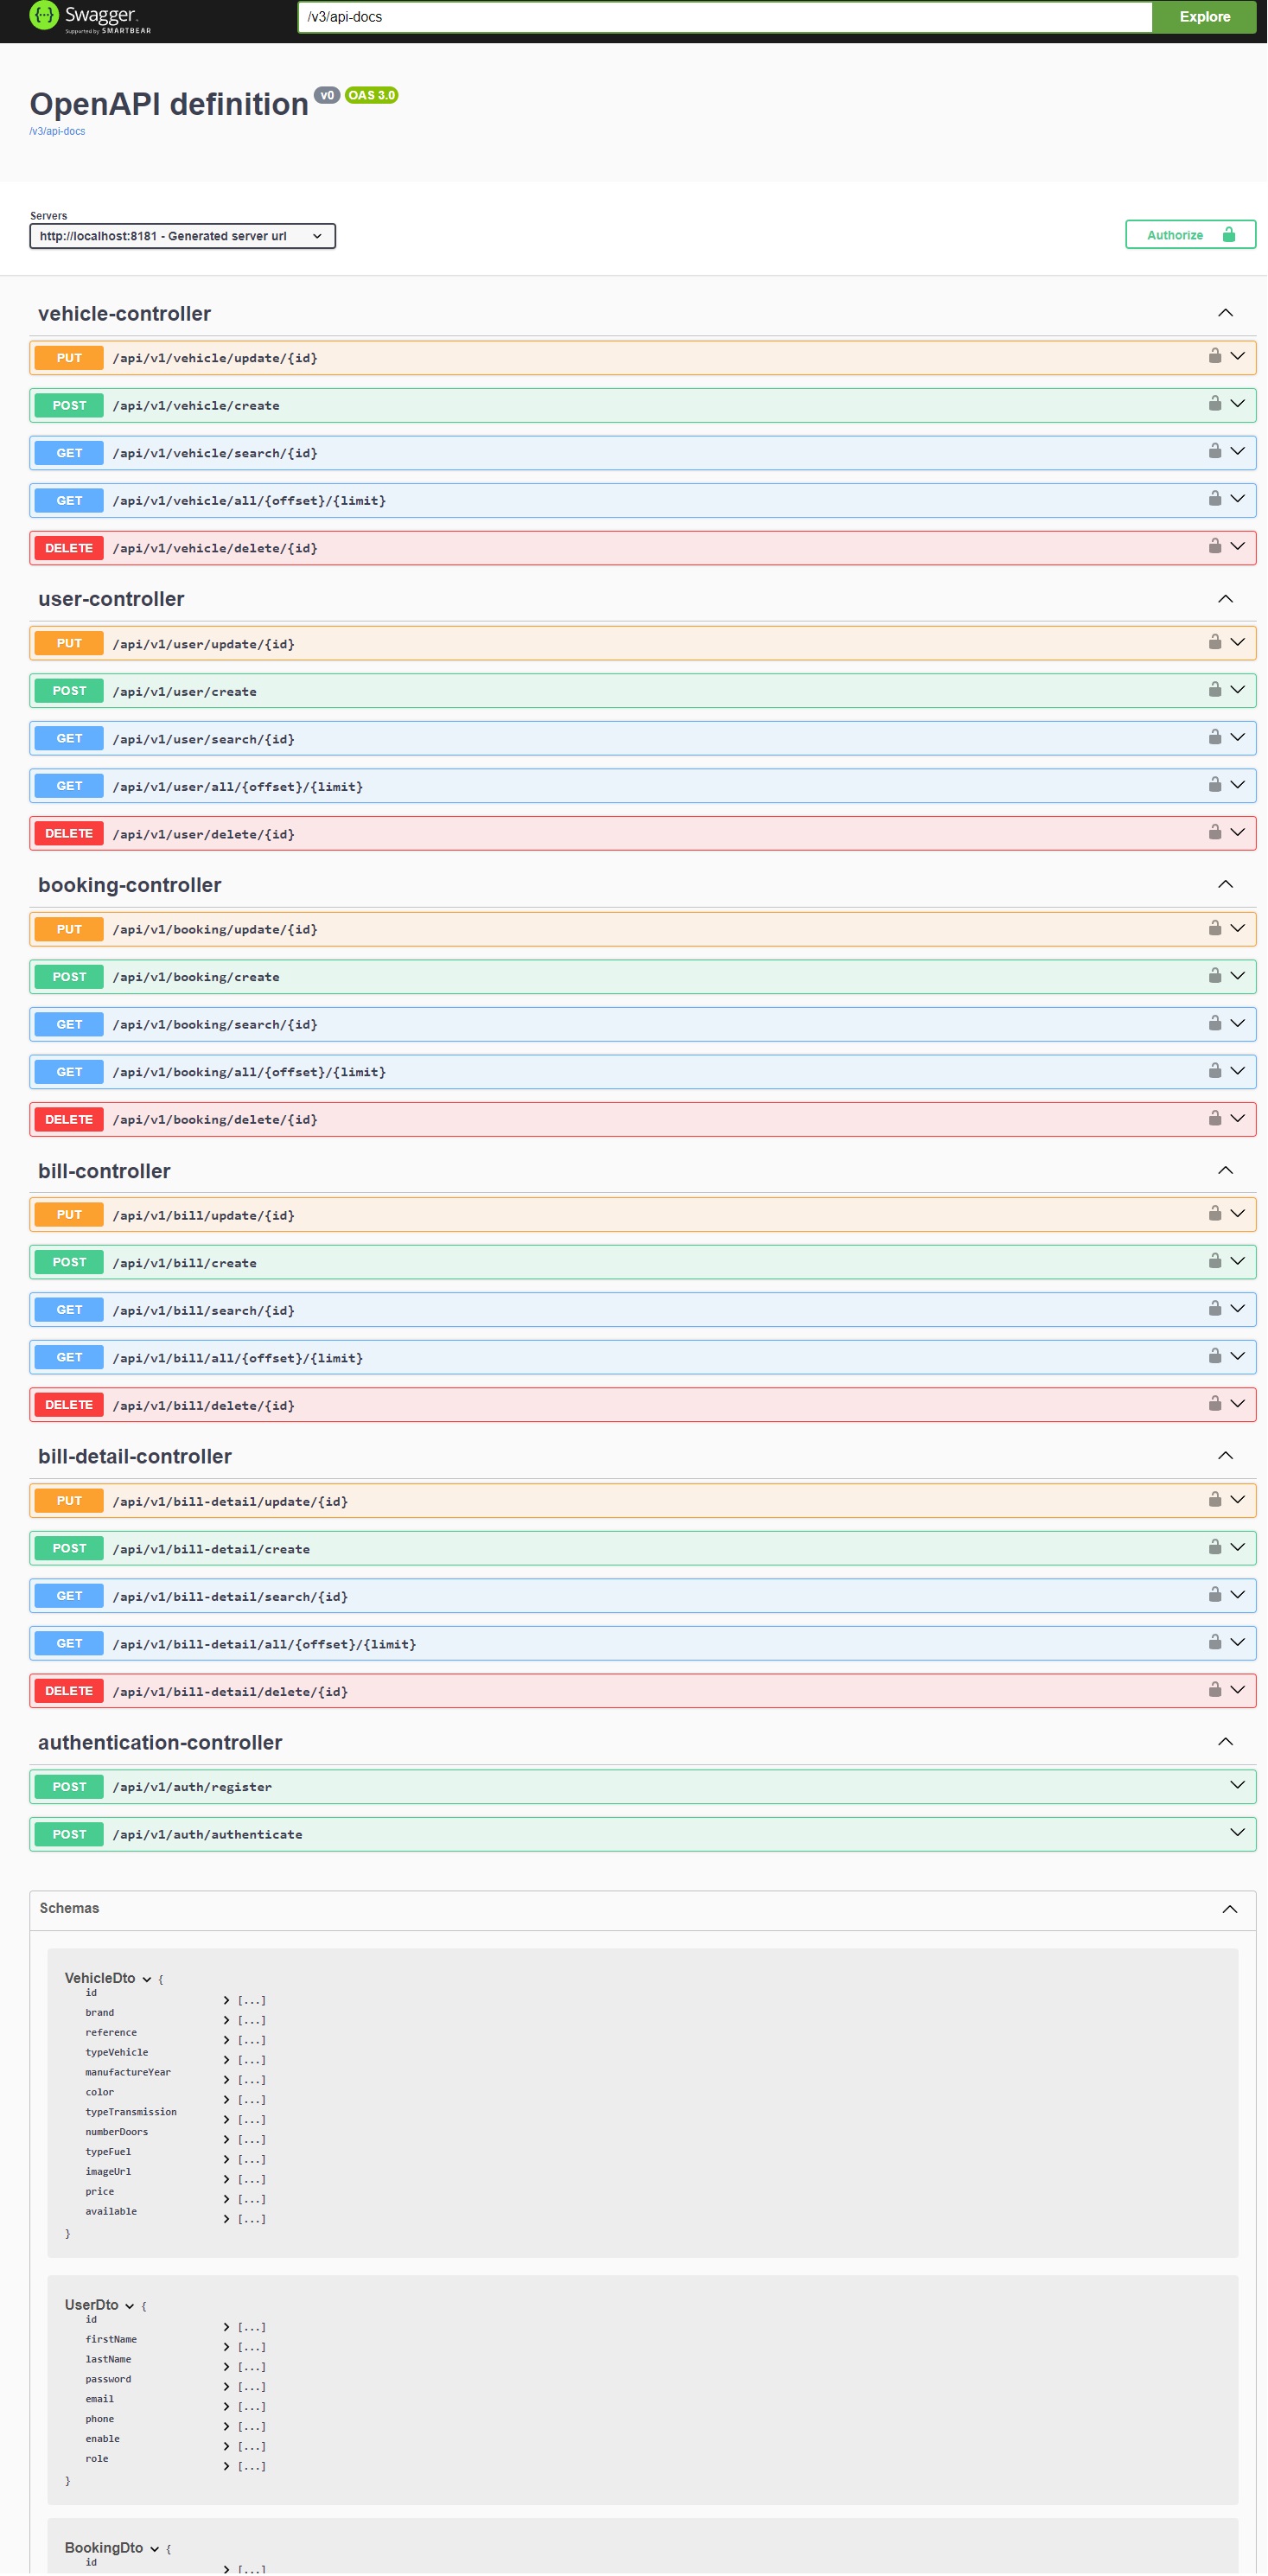 Swagger.
Supported by SMARTBEAR
/v3/api-docs
Explore
OpenAPI definition v0 OAS 3.0
/v3/api-docs
Servers
http://localhost:8181 - Generated server url
Authorize
vehicle-controller
PUT /api/v1/vehicle/update/{id}
POST /api/v1/vehicle/create
GET /api/v1/vehicle/search/{id}
GET /api/v1/vehicle/all/{offset}/{limit}
DELETE /api/v1/vehicle/delete/{id}
user-controller
PUT /api/v1/user/update/{id}
POST /api/v1/user/create
GET /api/v1/user/search/{id}
GET /api/v1/user/all/{offset}/{limit}
DELETE /api/v1/user/delete/{id}
booking-controller
PUT /api/v1/booking/update/{id}
POST /api/v1/booking/create
GET /api/v1/booking/search/{id}
GET /api/v1/booking/all/{offset}/{limit}
DELETE /api/v1/booking/delete/{id}
bill-controller
PUT /api/v1/bill/update/{id}
POST /api/v1/bill/create
GET /api/v1/bill/search/{id}
GET /api/v1/bill/all/{offset}/{limit}
DELETE /api/v1/bill/delete/{id}
bill-detail-controller
PUT /api/v1/bill-detail/update/{id}
POST /api/v1/bill-detail/create
GET /api/v1/bill-detail/search/{id}
GET /api/v1/bill-detail/all/{offset}/{limit}
DELETE /api/v1/bill-detail/delete/{id}
authentication-controller
POST /api/v1/auth/register
POST /api/v1/auth/authenticate
Schemas
VehicleDto {
id [...]
brand [...]
reference [...]
typeVehicle [...]
manufactureYear [...]
color [...]
typeTransmission [...]
numberDoors [...]
typeFuel [...]
imageUrl [...]
price [...]
available [...]
}
UserDto {
id [...]
firstName [...]
lastName [...]
password [...]
email [...]
phone [...]
enable [...]
role [...]
}
BookingDto {
id [...]